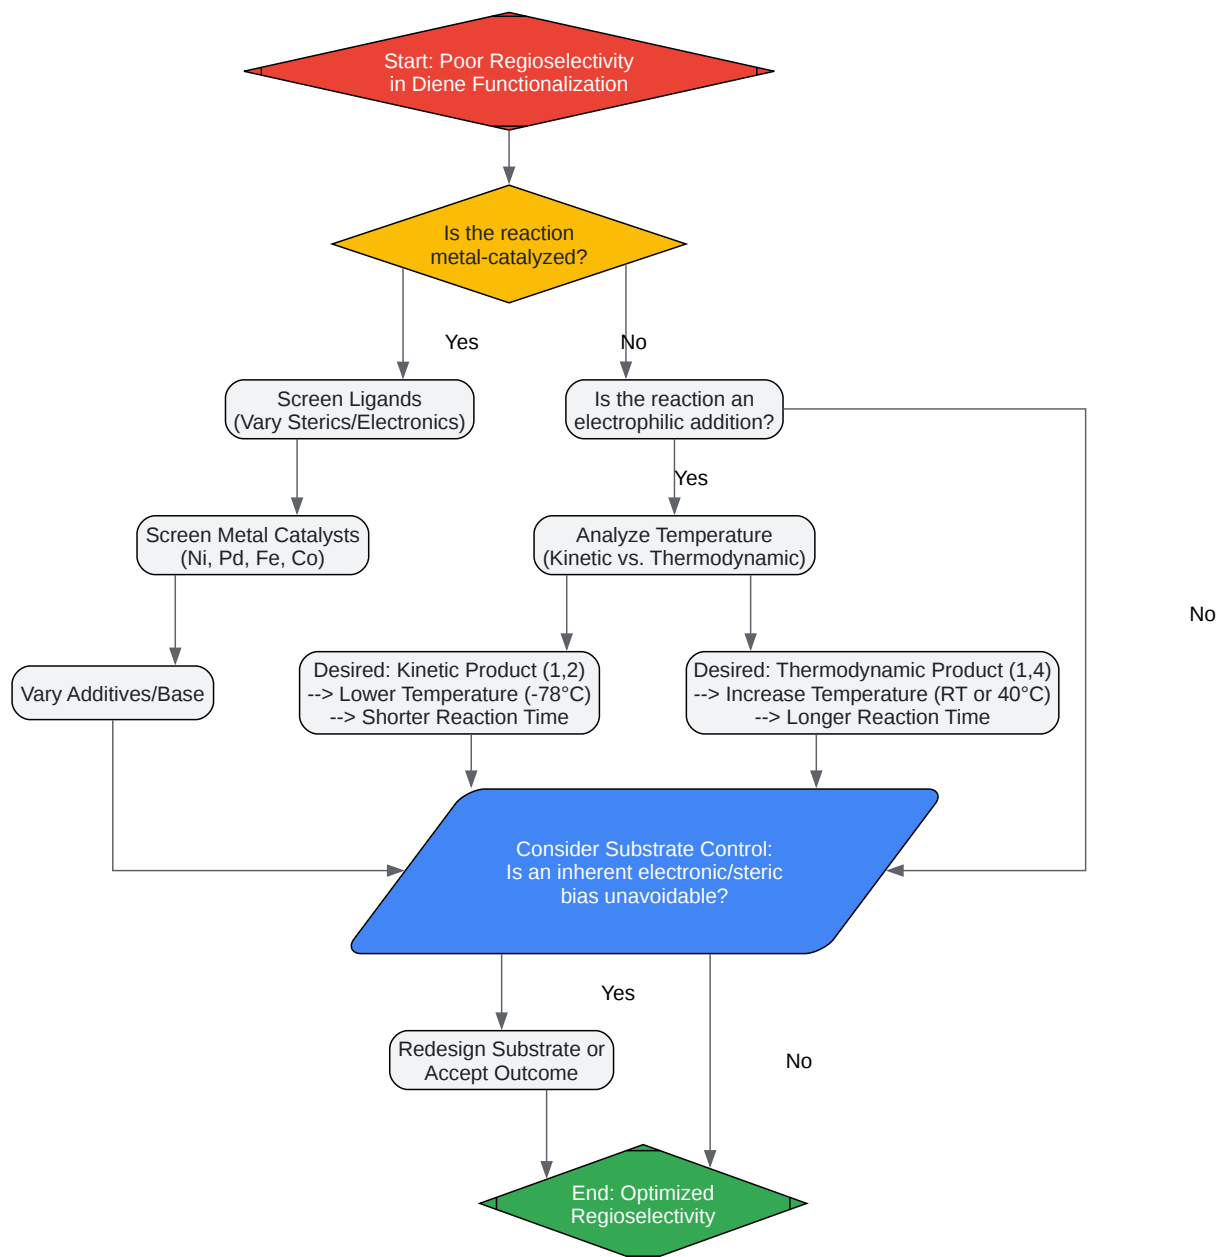 Start: Poor Regioselectivity
in Diene Functionalization
Is the reaction
metal-catalyzed?
Yes
No
Screen Ligands
(Vary Sterics/Electronics)
Is the reaction an
electrophilic addition?
Yes
Screen Metal Catalysts
(Ni, Pd, Fe, Co)
Analyze Temperature
(Kinetic vs. Thermodynamic)
No
Vary Additives/Base
Desired: Kinetic Product (1,2)
--> Lower Temperature (-78°C)
--> Shorter Reaction Time
Desired: Thermodynamic Product (1,4)
--> Increase Temperature (RT or 40°C)
--> Longer Reaction Time
Consider Substrate Control:
Is an inherent electronic/steric
bias unavoidable?
Yes
No
Redesign Substrate or
Accept Outcome
End: Optimized
Regioselectivity